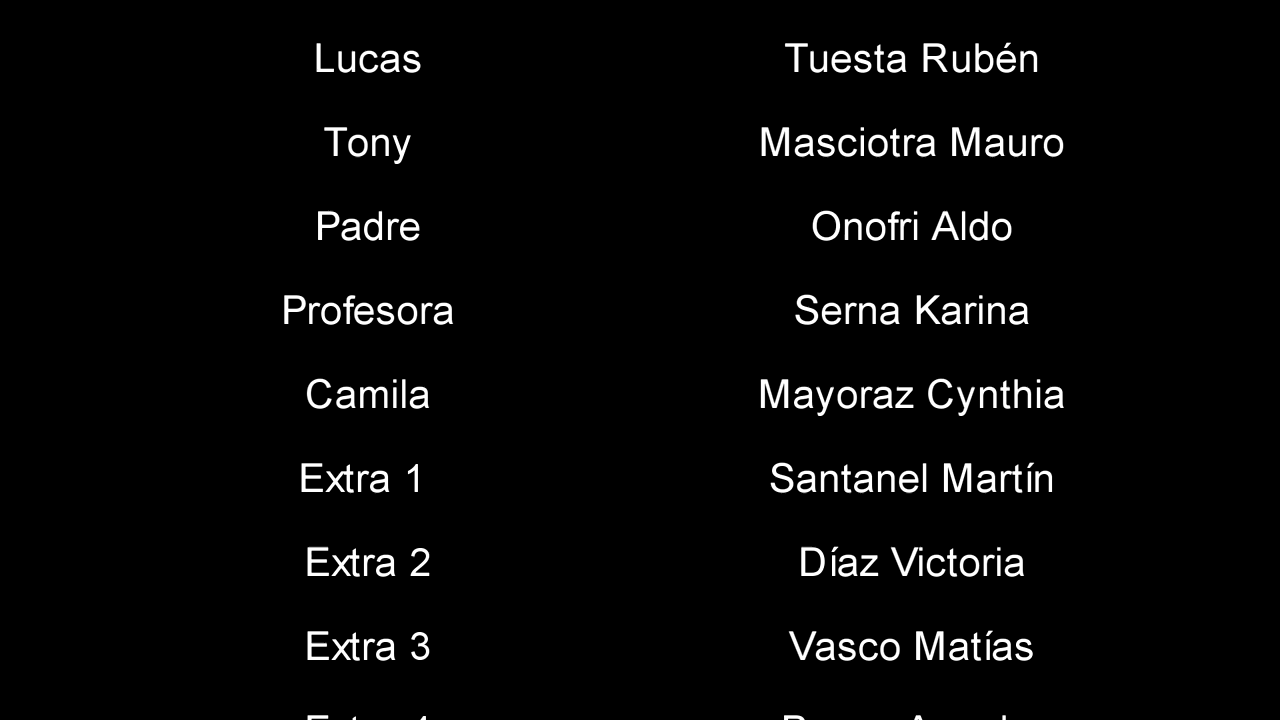 Lucas Tuesta Rubén
Tony Masciotra Mauro
Padre Onofri Aldo
Profesora Serna Karina
Camila Mayoraz Cynthia
Extra 1 Santanel Martín
Extra 2 Díaz Victoria
Extra 3 Vasco Matías